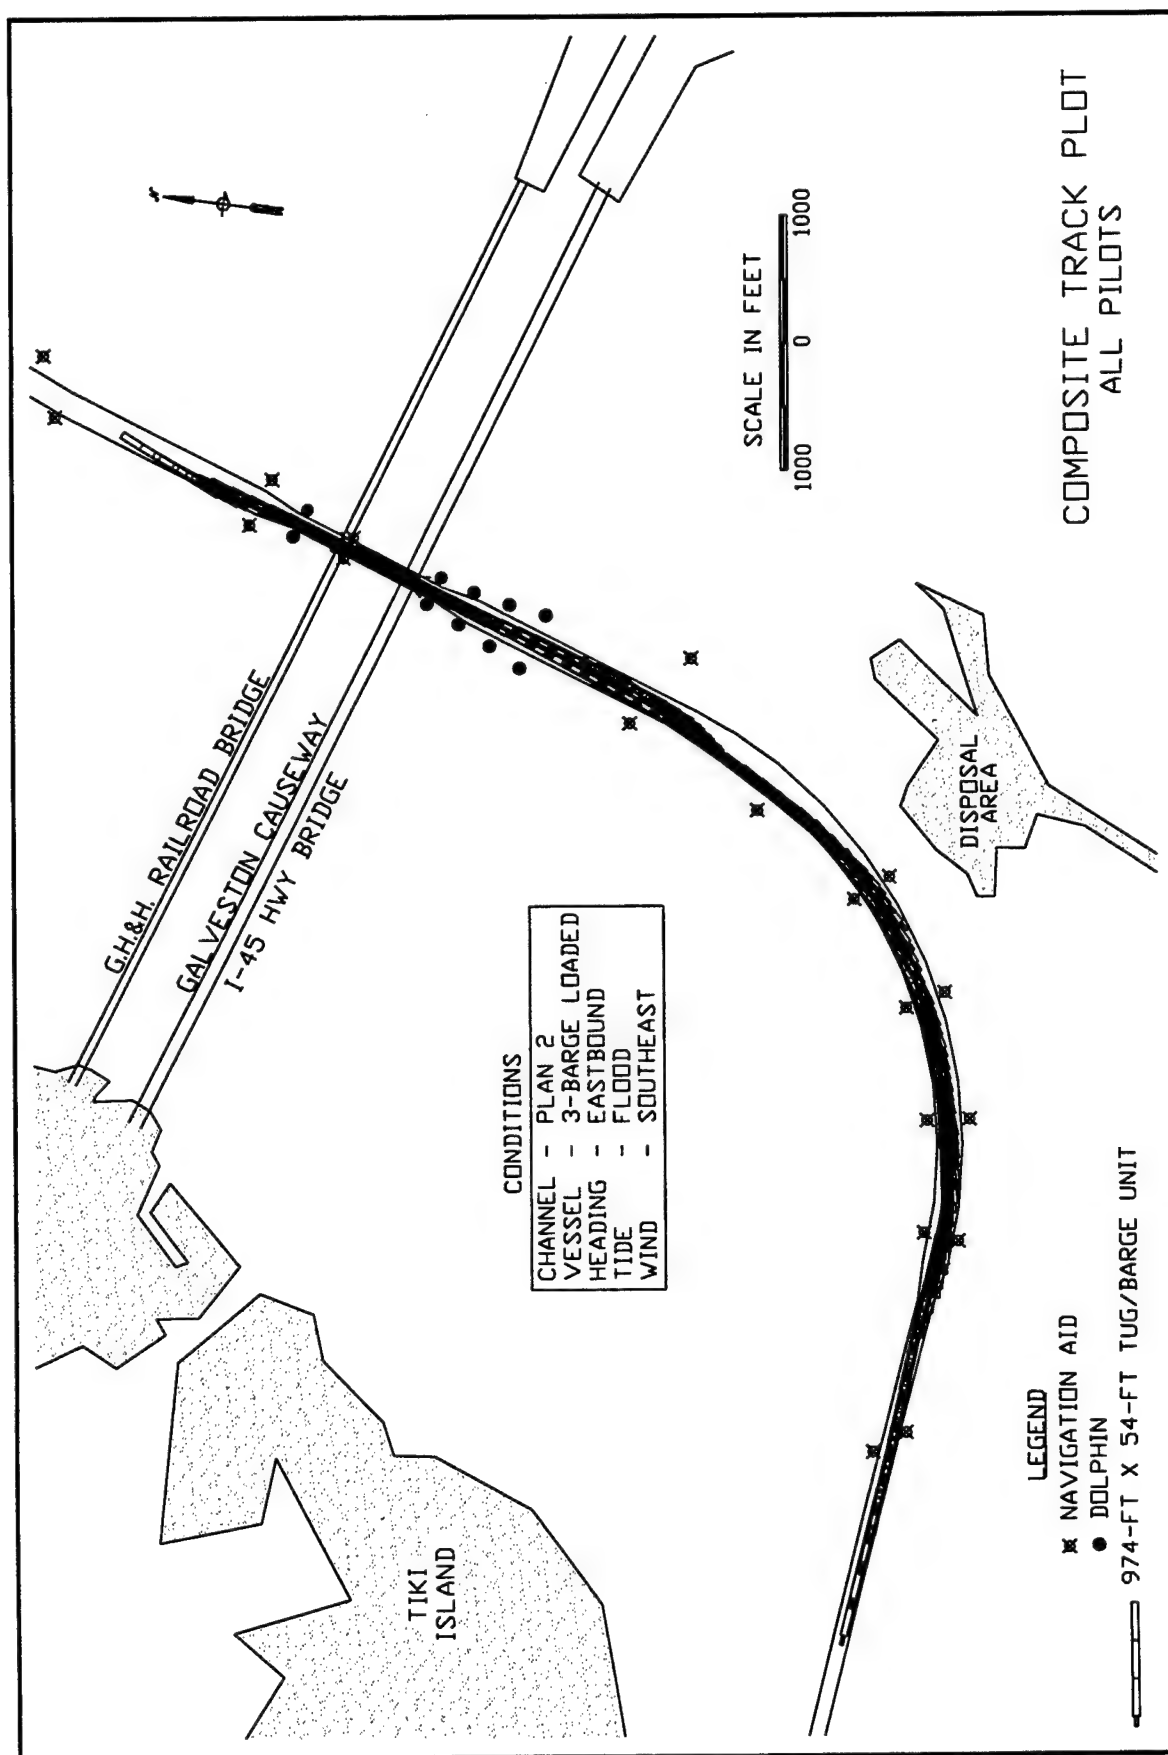 N
G.H.&H. RAILROAD BRIDGE
GALVESTON CAUSEWAY
I-45 HWY BRIDGE
TIKI
ISLAND
CONDITIONS
CHANNEL - PLAN 2
VESSEL - 3-BARGE LOADED
HEADING - EASTBOUND
TIDE - FLOOD
WIND - SOUTHEAST
SCALE IN FEET
1000 0 1000
DISPOSAL
AREA
LEGEND
NAVIGATION AID
DOLPHIN
974-FT X 54-FT TUG/BARGE UNIT
COMPOSITE TRACK PLOT
ALL PILOTS